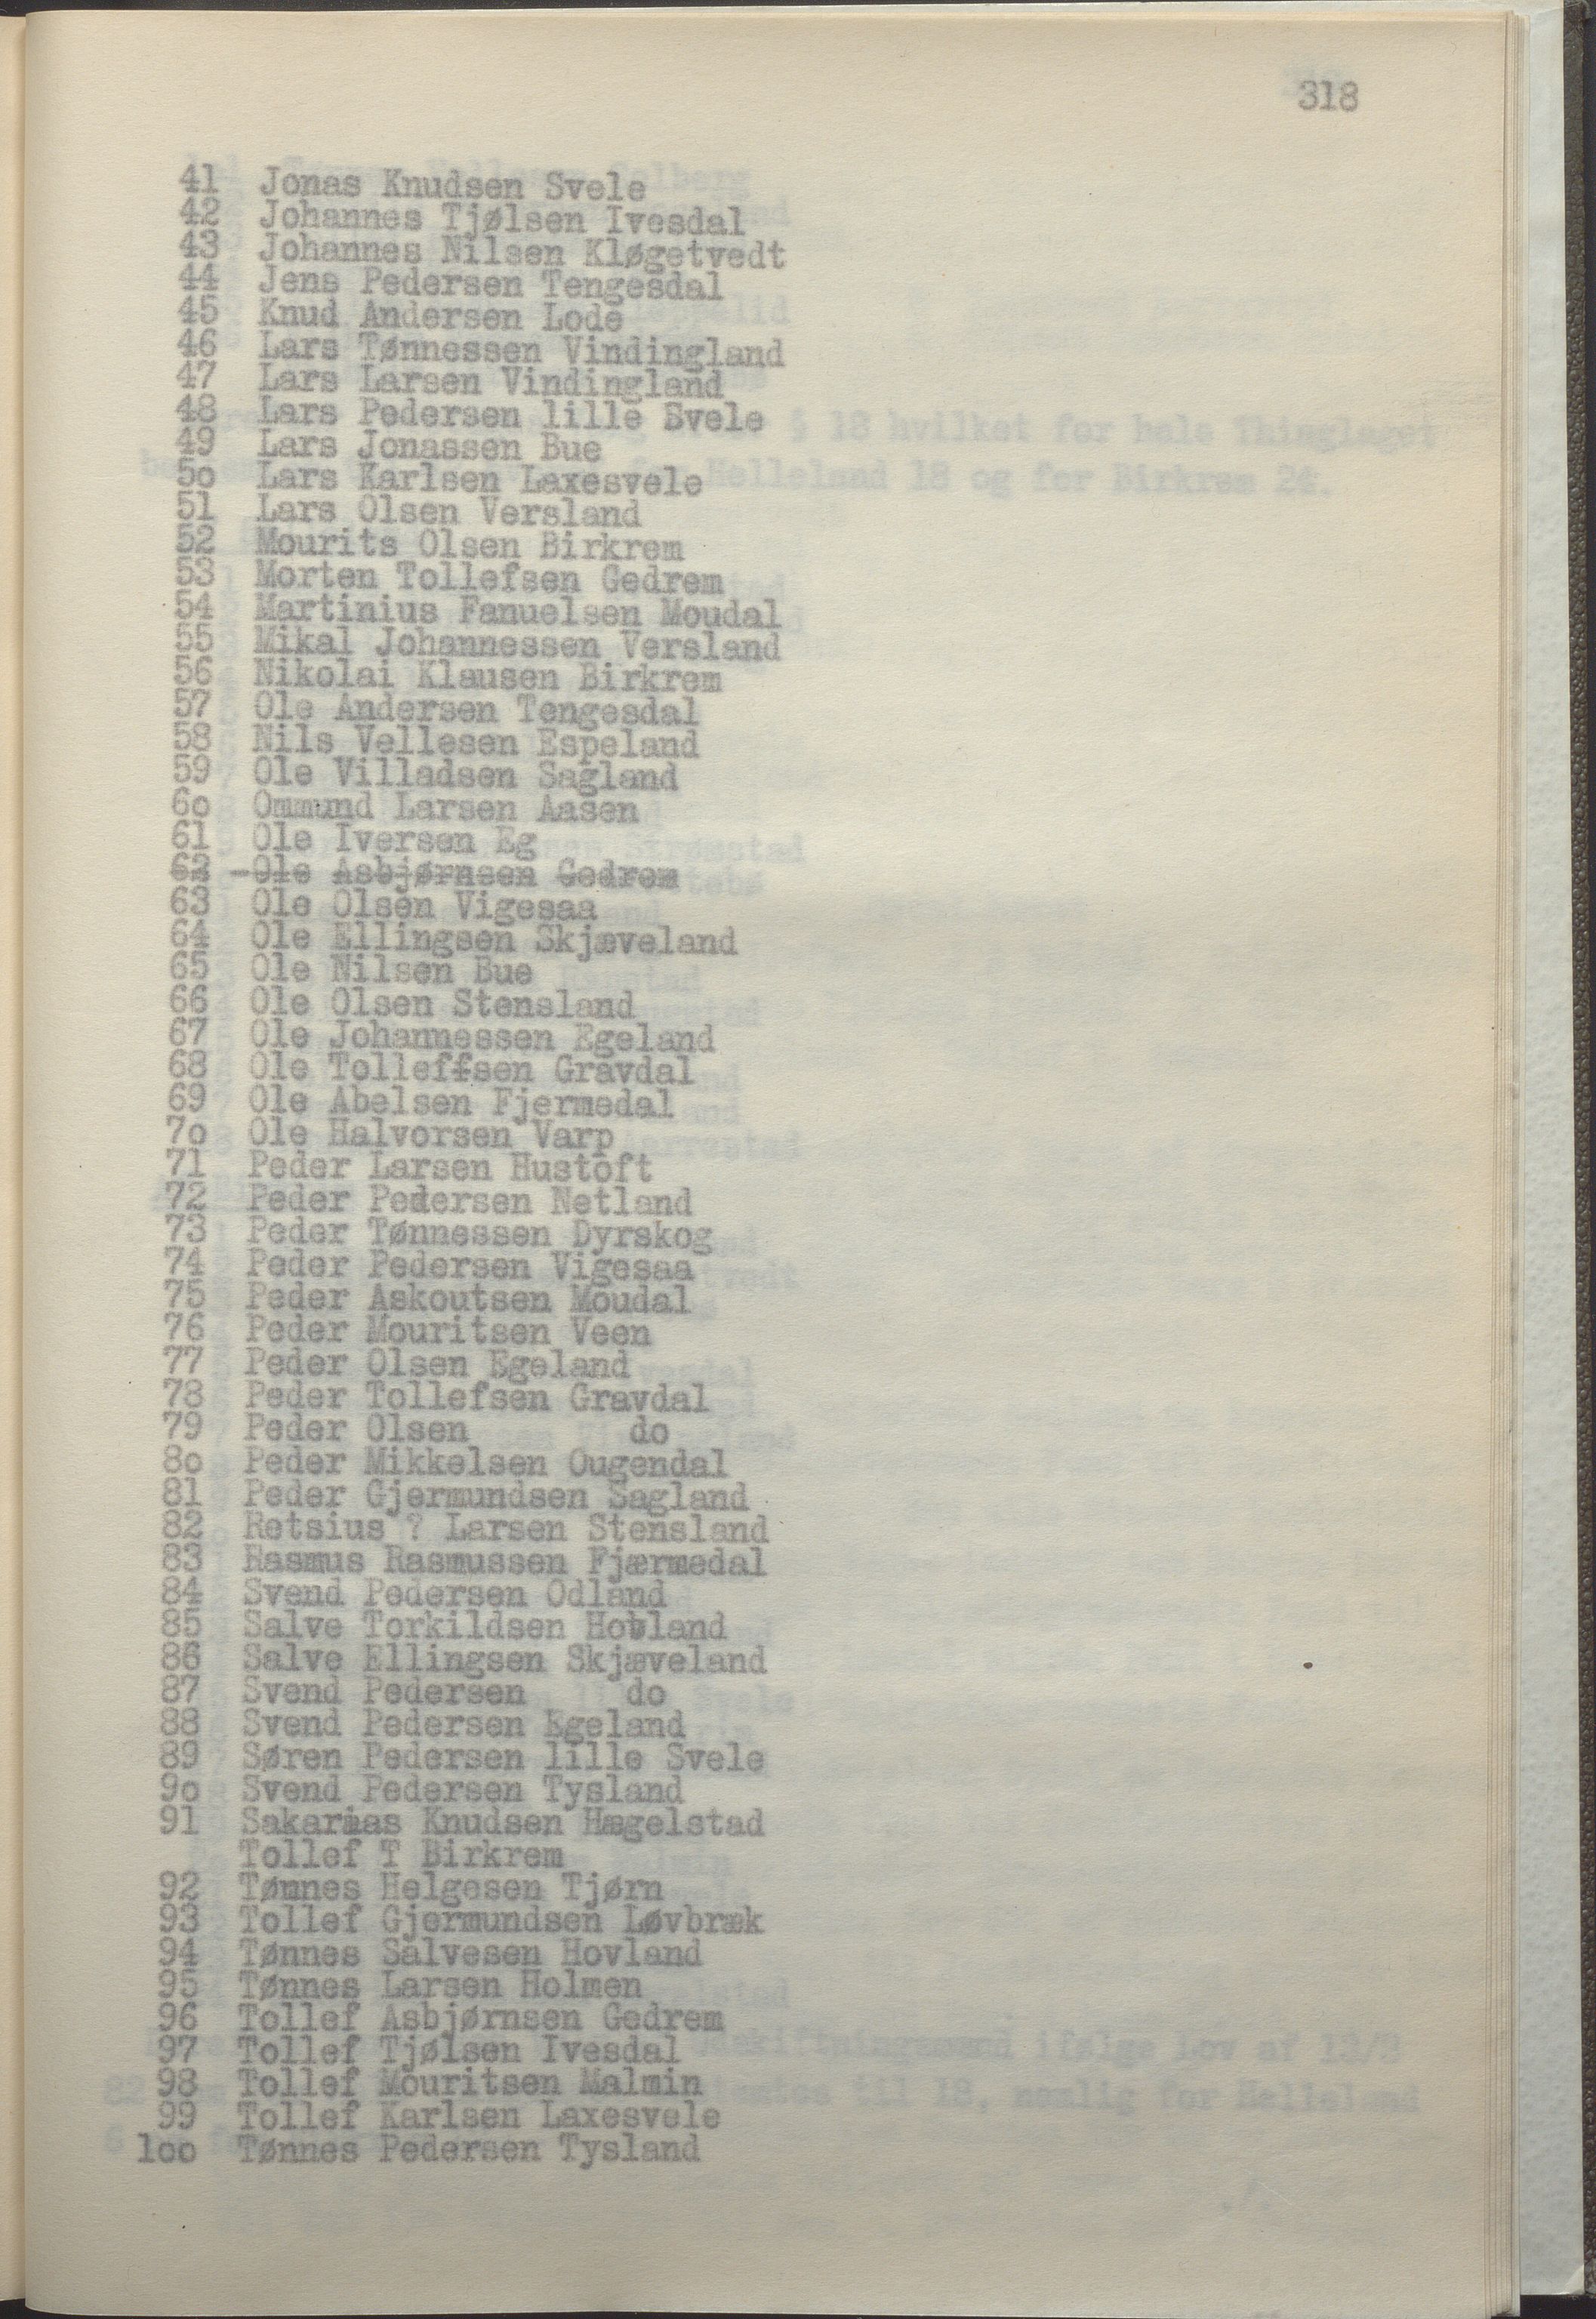 318
41 Jonas Knudsen Svele
42 Johannes Tjølsen Ivesdal
43 Johannes Nilsen Kløgetvedt
44 Jens Pedersen Tengesdal
45 Knud Andersen Lode
46 Lars Tønnessen Vindingland
47 Lars Larsen Vindingland
48 Lars Pedersen lille Svele
49 Lars Jonassen Bue
5o Lars Karlsen Laxesvele
51 Lars Olsen Versland
52 Mourits Olsen Birkrem
53 Morten Tollefsen Gedrem
54 Martinius Fanuelsen Moudal
55 Mikal Johannessen Versland
56 Nikolai Klausen Birkrem
57 Ole Andersen Tengesdal
58 Nils Vellesen Espeland
59 Ole Villadsen Sagland
6o Ommund Larsen Aasen
61 Ole Iversen Eg
62 -Ole Asbjørnsen Gedrem
63 Ole Olsen Vigesaa
64 Ole Ellingsen Skjæveland
65 Ole Nilsen Bue
66 Ole Olsen Stensland
67 Ole Johannessen Egeland
68 Ole Tolleffsen Gravdal
69 Ole Abelsen Fjermedal
7o Ole Halvorsen Varp
71 Peder Larsen Hustoft
72 Peder Pedersen Netland
73 Peder Tønnessen Dyrskog
74 Peder Pedersen Vigesaa
75 Peder Askoutsen Moudal
76 Peder Mouritsen Veen
77 Peder Olsen Egeland
78 Peder Tollefsen Gravdal
79 Peder Olsen do
8o Peder Mikkelsen Ougendal
81 Peder Gjermundsen Sagland
82 Retsius ? Larsen Stensland
83 Rasmus Rasmussen Fjærmedal
84 Svend Pedersen Odland
85 Salve Torkildsen Hovland
86 Salve Ellingsen Skjæveland
87 Svend Pedersen do
88 Svend Pedersen Egeland
89 Søren Pedersen lille Svele
9o Svend Pedersen Tysland
91 Sakarias Knudsen Hægelstad
Tollef T Birkrem
92 Tønnes Helgesen Tjørn
93 Tollef Gjermundsen Løvbræk
94 Tønnes Salvesen Hovland
95 Tønnes Larsen Holmen
96 Tollef Asbjørnsen Gedrem
97 Tollef Tjølsen Ivesdal
98 Tollef Mouritsen Malmin
99 Tollef Karlsen Laxesvele
loo Tønnes Pedersen Tysland